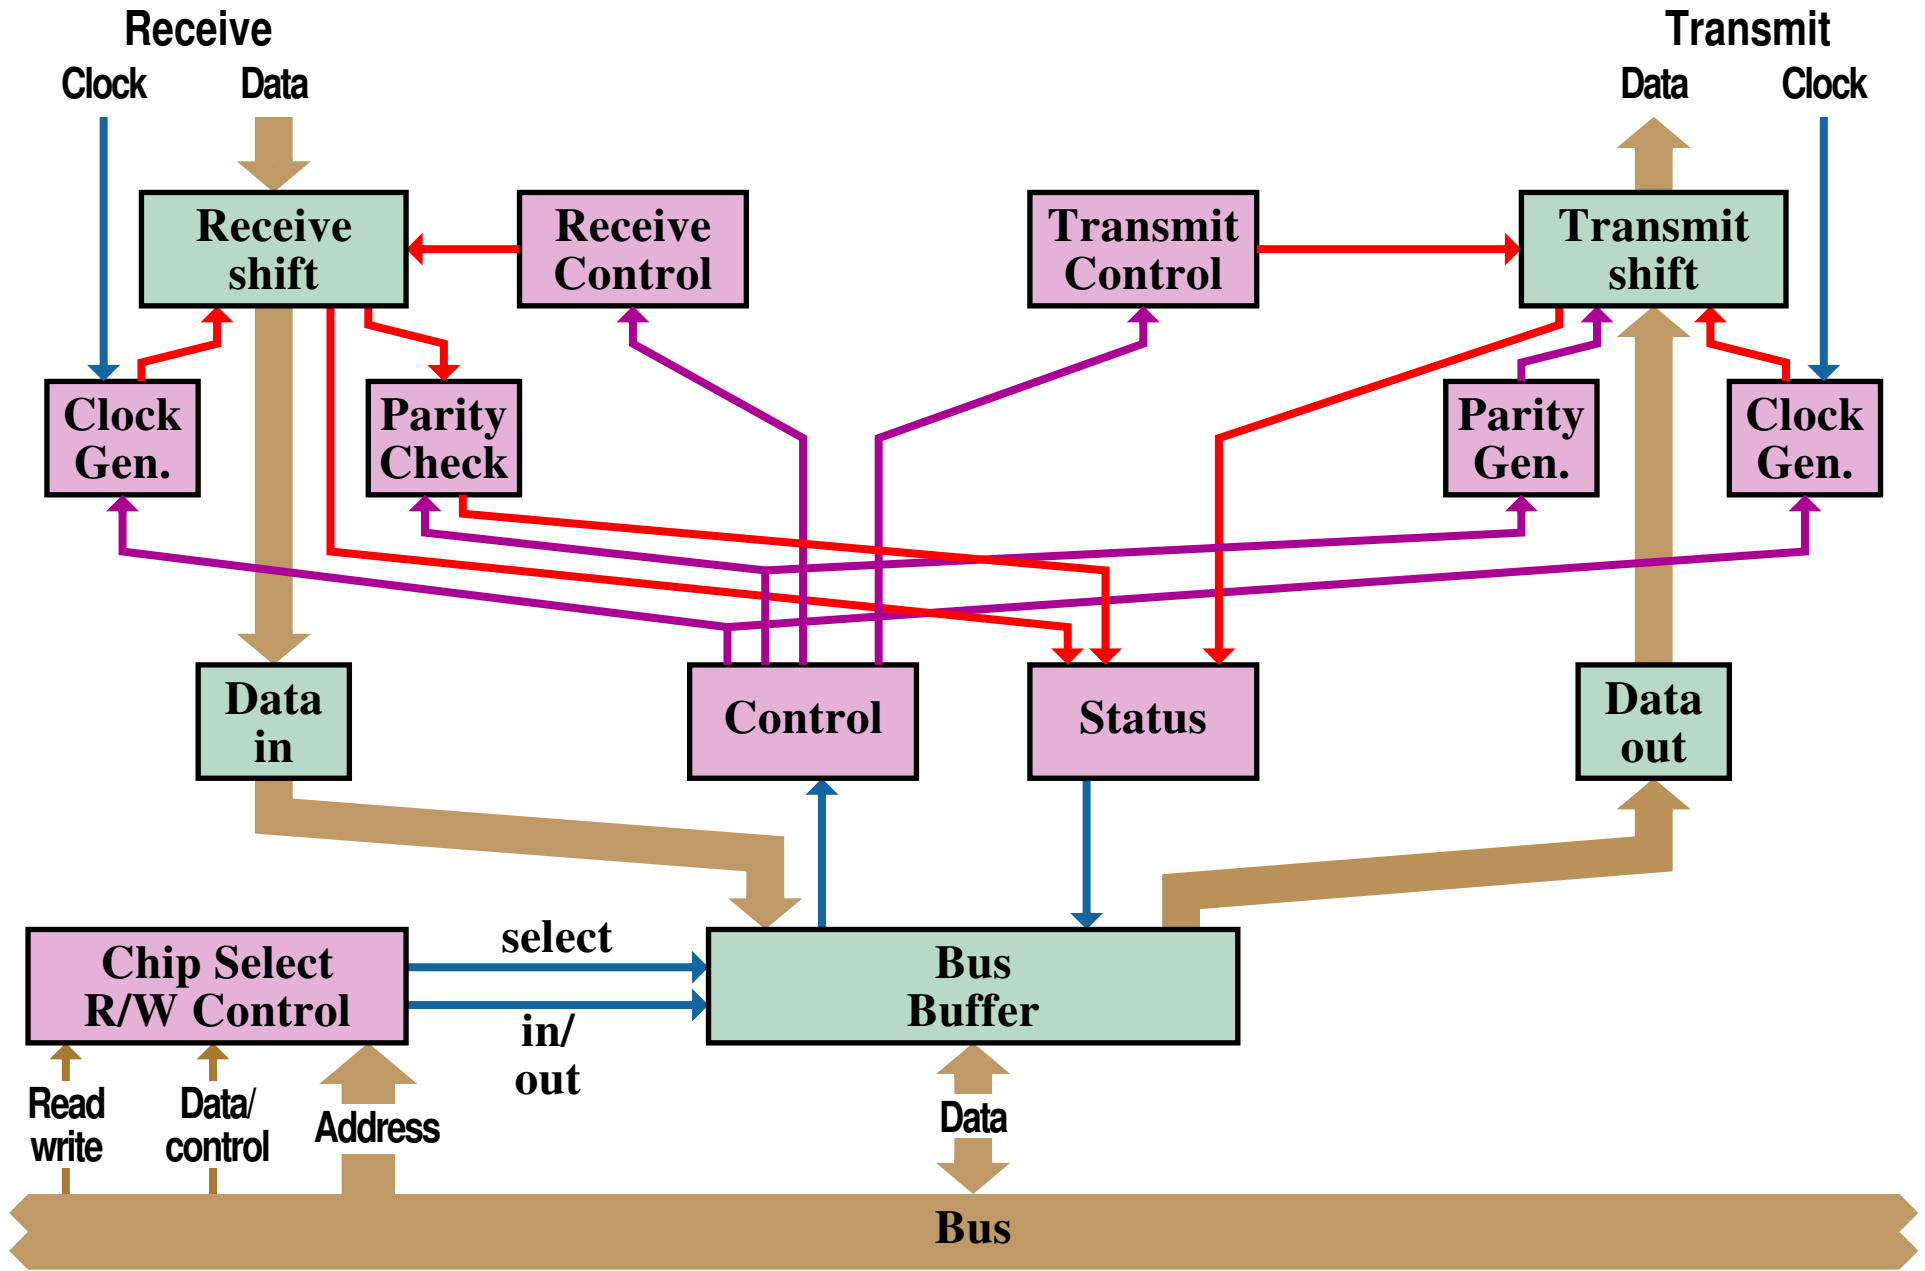 Receive
Transmit
Clock
Data
Data
Clock
Receive
shift
Receive
Control
Transmit
Control
Transmit
shift
Clock
Gen.
Parity
Check
Parity
Gen.
Clock
Gen.
Data
in
Control
Status
Data
out
Chip Select
R/W Control
select
in/
out
Bus
Buffer
Read
write
Data/
control
Address
Data
Bus